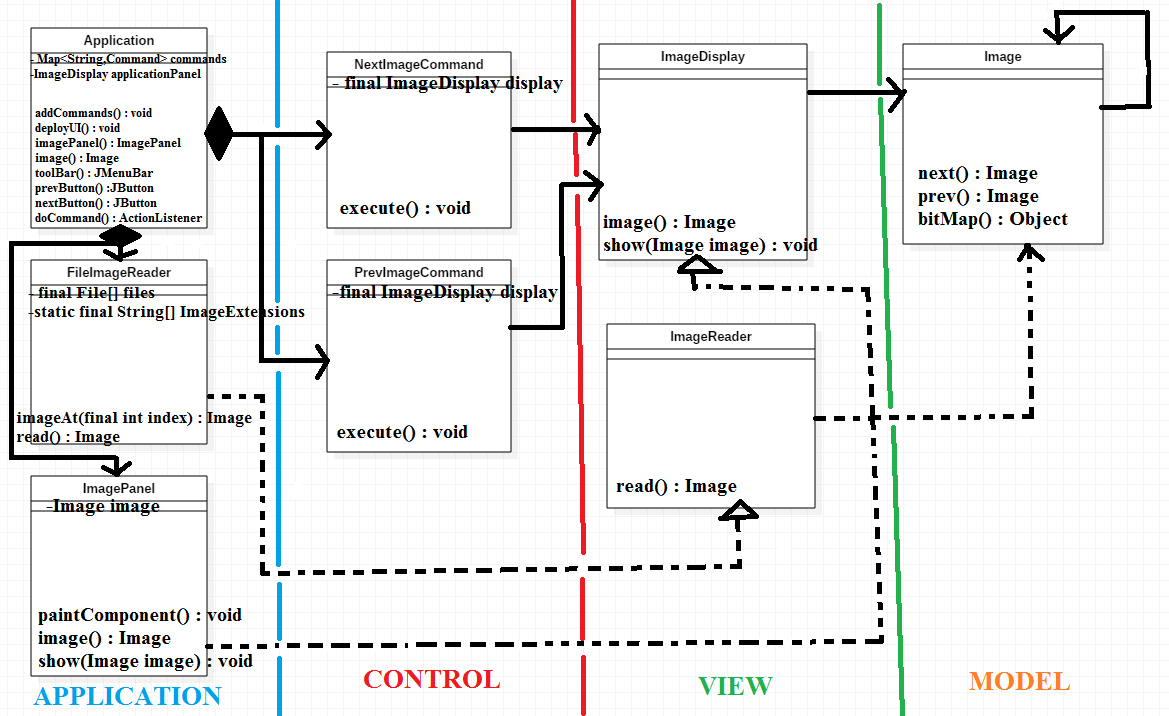 Application
- Map<String,Command> commands
-ImageDisplay applicationPanel
addCommands() : void
deployUI() : void
imagePanel() : ImagePanel
image() : Image
toolBar() : JMenuBar
prevButton() :JButton
nextButton() : JButton
doCommand() : ActionListener
FileImageReader
- final File[] files
-static final String[] ImageExtensions
imageAt(final int index) : Image
read() : Image
ImagePanel
-Image image
paintComponent() : void
image() : Image
show(Image image) : void
APPLICATION
NextImageCommand
- final ImageDisplay display
execute() : void
PrevImageCommand
-final ImageDisplay display
execute() : void
CONTROL
ImageDisplay
image() : Image
show(Image image) : void
ImageReader
read() : Image
VIEW
Image
next() : Image
prev() : Image
bitMap() : Object
MODEL